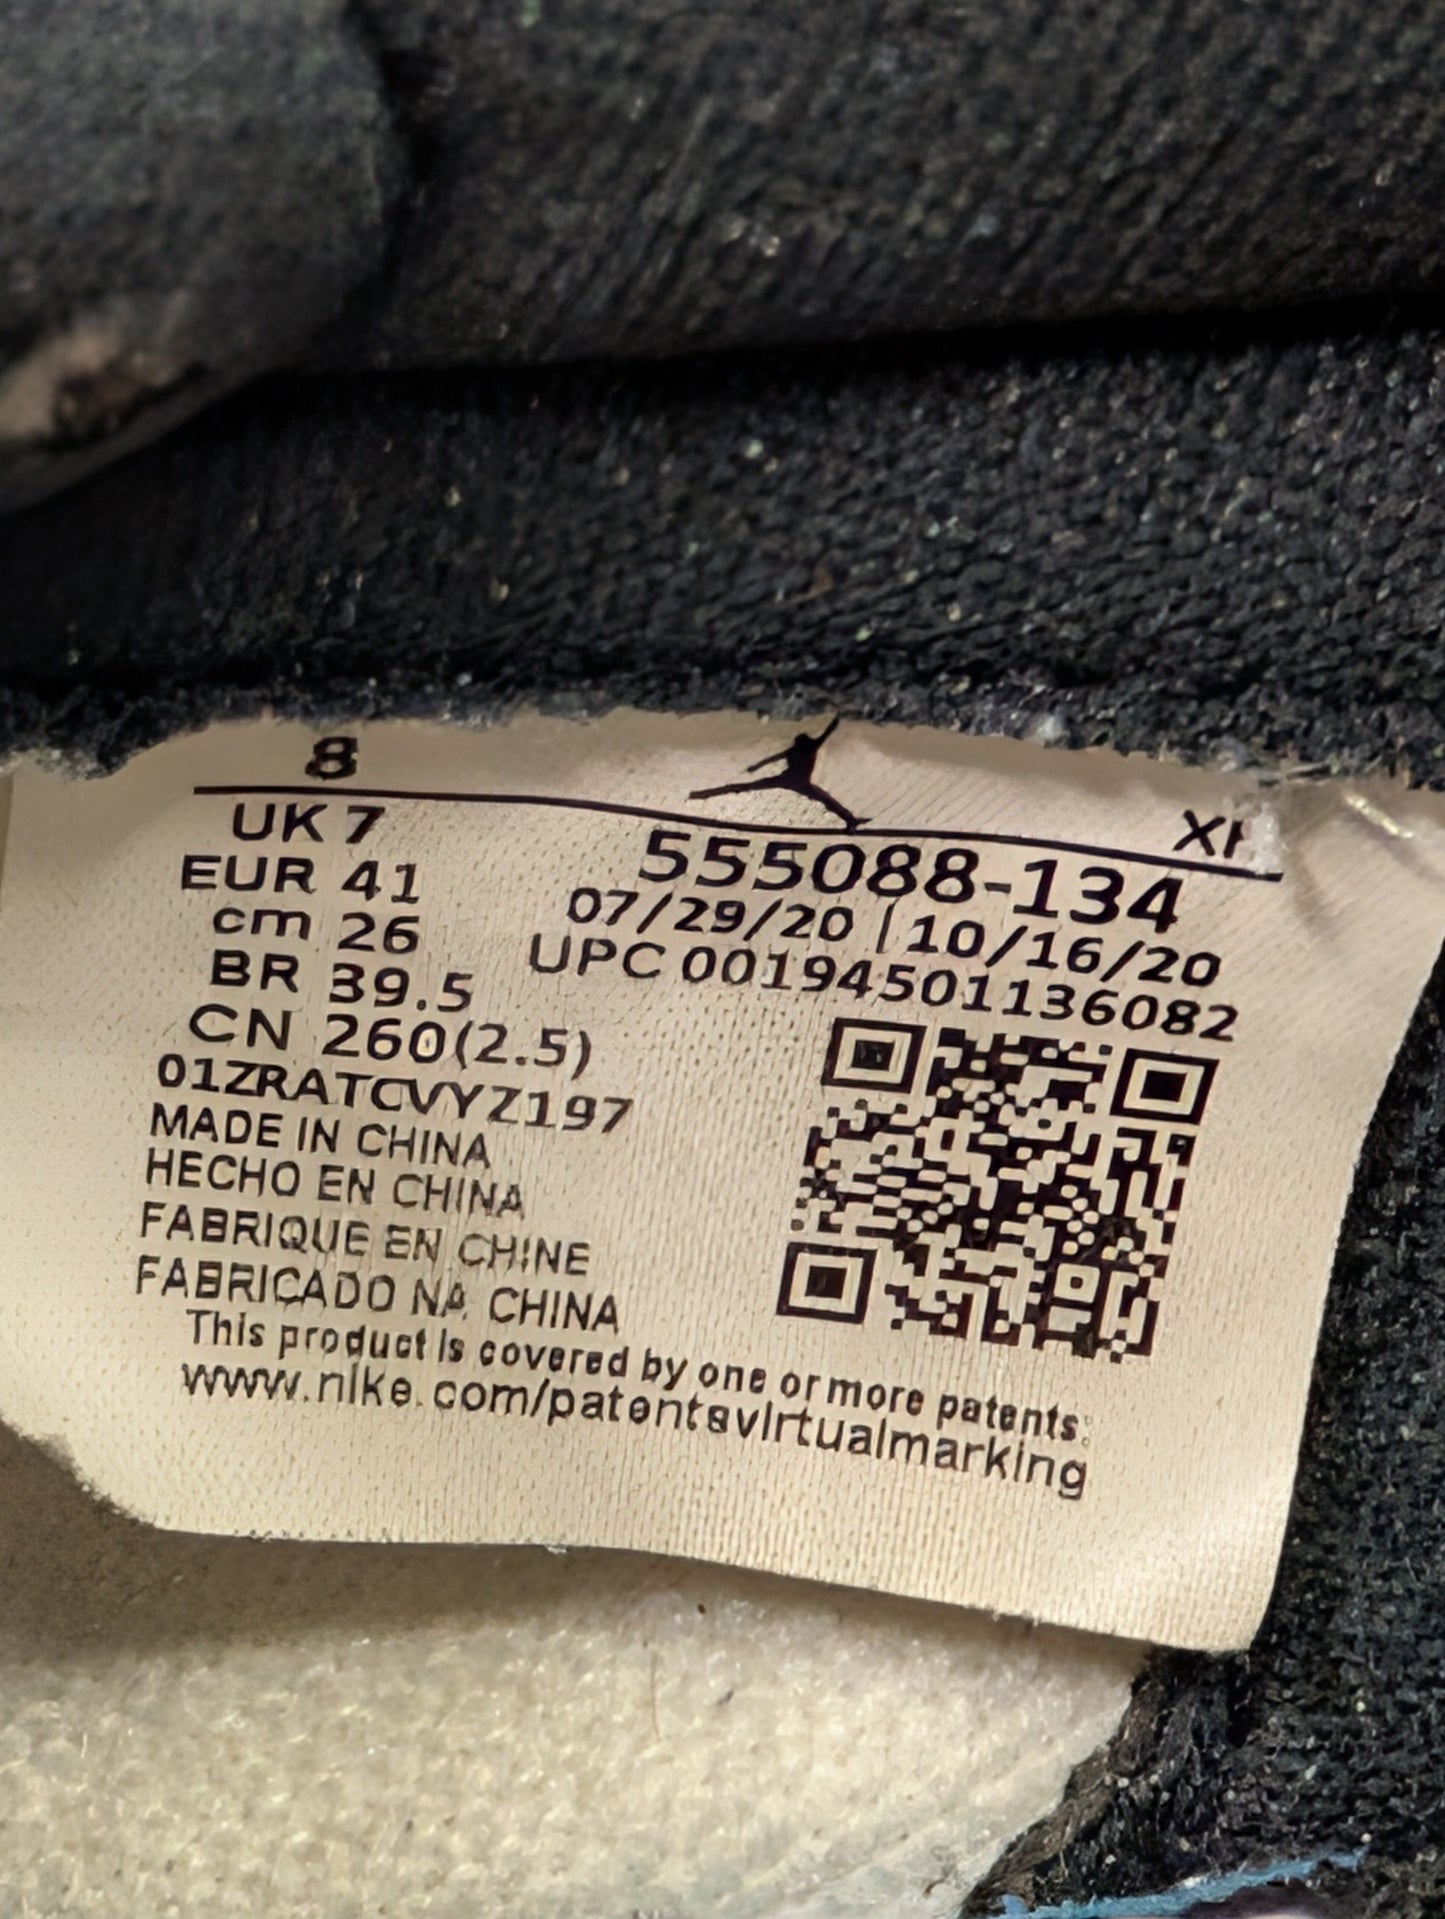 8
UK 7
EUR 41
cm 26
BR 39.5
CN 260(2.5)
01ZRATCVYZ197
MADE IN CHINA
HECHO EN CHINA
FABRIQUE EN CHINE
FABRICADO NA CHINA
555088-134
07/29/20 | 10/16/20
UPC 00194501136082
This product is covered by one or more patents:
www.nike.com/patentsvirtualmarking